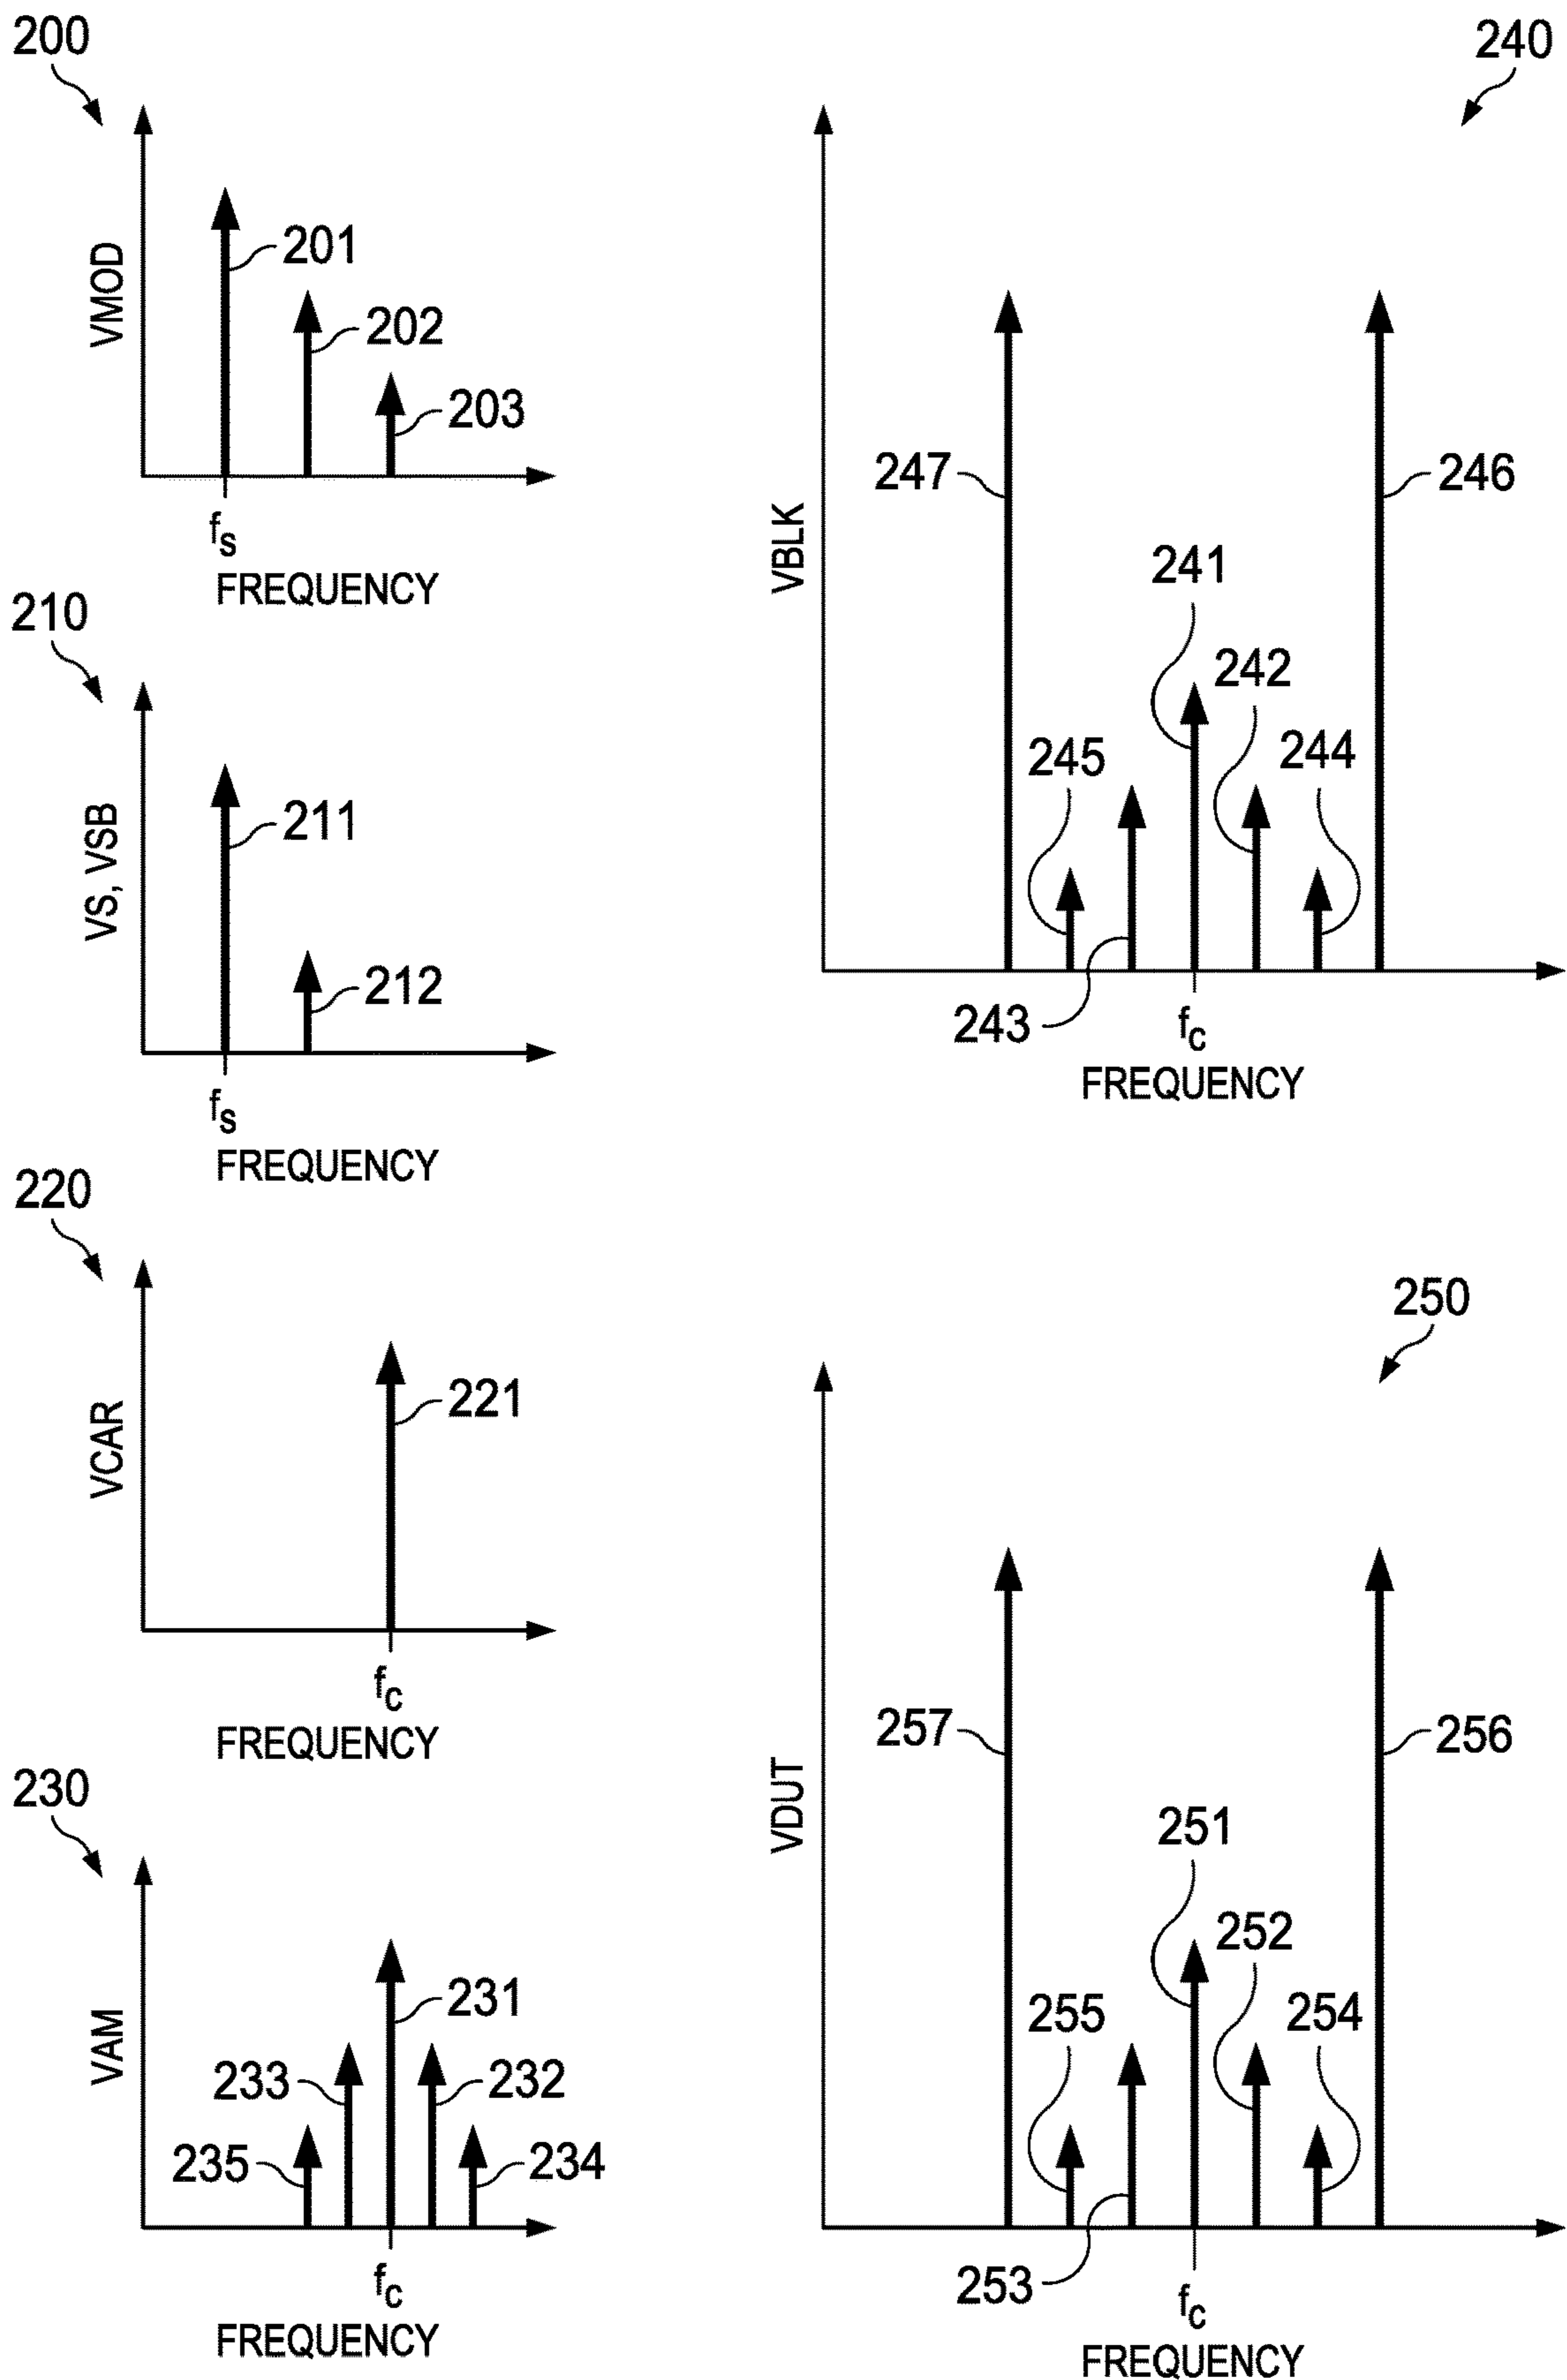 200
VMOD
201
202
203
fs
FREQUENCY
210
VS, VSB
211
212
fs
FREQUENCY
220
VCAR
221
fc
FREQUENCY
230
VAM
231
233
232
235
234
fc
FREQUENCY
240
VBLK
247
246
241
242
245
244
243
fc
FREQUENCY
250
VDUT
257
256
251
252
255
254
253
fc
FREQUENCY